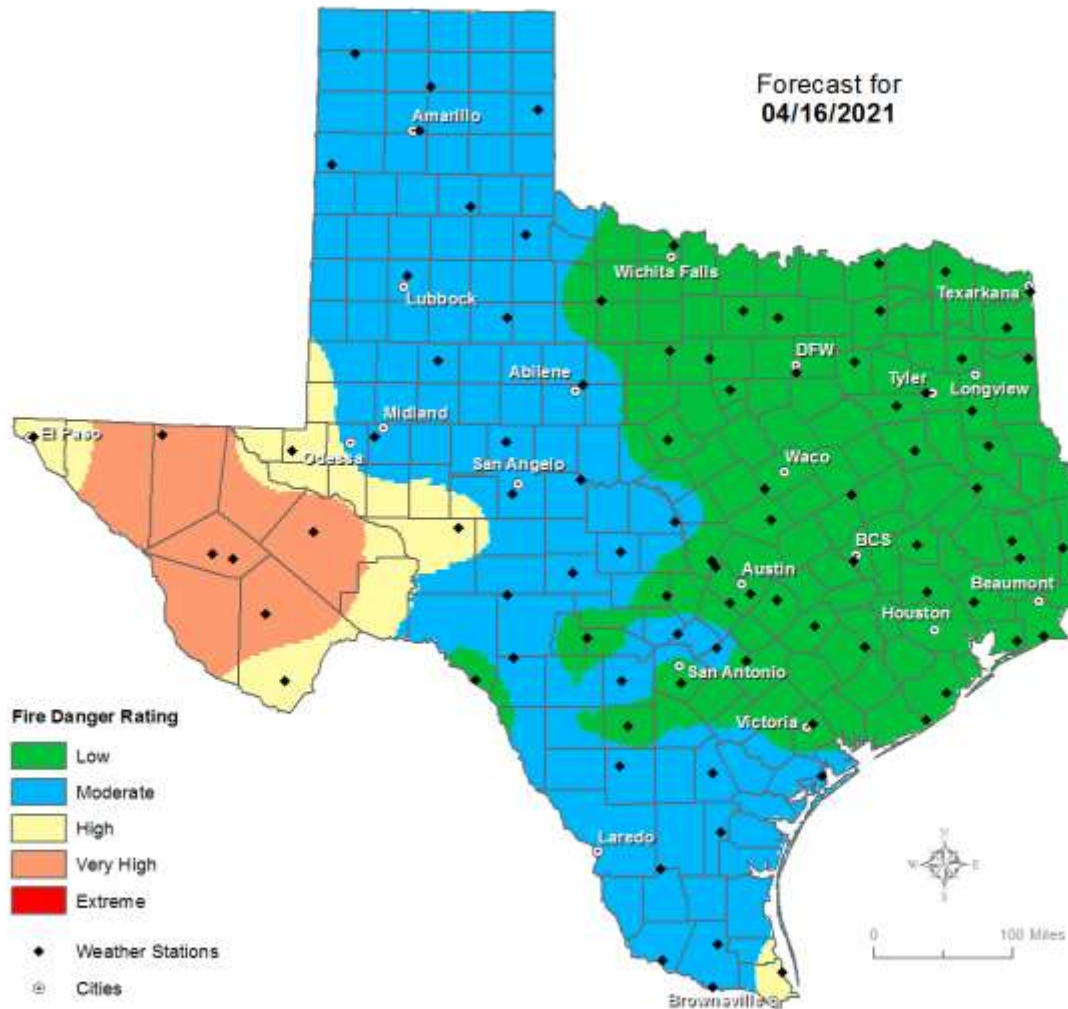 Forecast for
04/16/2021
Amarillo
Wichita Falls
Lubbock
Texarkana
DFW
Abilene
Tyler
Longview
Midland
El Paso
Odessa
San Angelo
Waco
BCS
Austin
Beaumont
Houston
San Antonio
Victoria
Laredo
Brownsville
Fire Danger Rating
Low
Moderate
High
Very High
Extreme
Weather Stations
Cities
N
W E
S
0 100 Miles